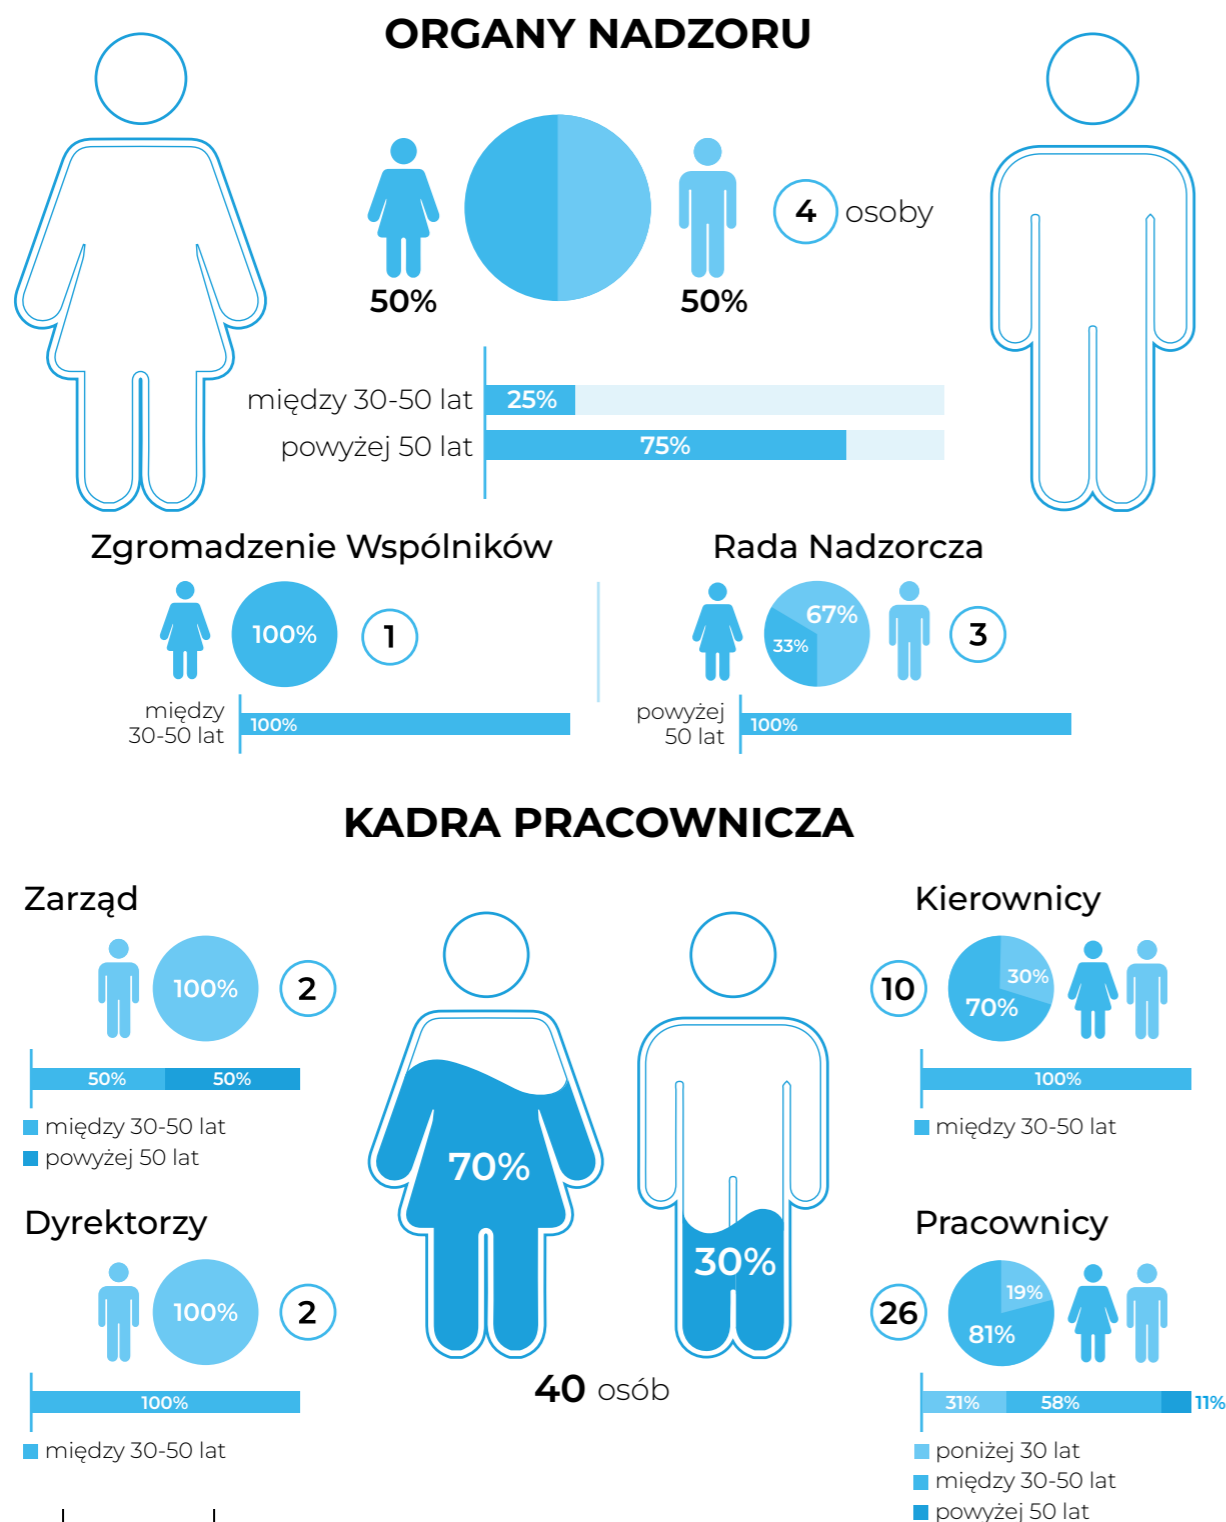 ORGANY NADZORU
4 osoby
50%
50%
między 30-50 lat 25%
powyżej 50 lat 75%
Zgromadzenie Wspólników
100%
1
między
30-50 lat
100%
Rada Nadzorcza
67%
33%
3
powyżej
50 lat
100%
KADRA PRACOWNICZA
Zarząd
100%
2
50% 50%
między 30-50 lat
powyżej 50 lat
Dyrektorzy
100%
2
100%
między 30-50 lat
70%
30%
40 osób
Kierownicy
10
30%
70%
100%
między 30-50 lat
Pracownicy
26
19%
81%
31% 58% 11%
poniżej 30 lat
między 30-50 lat
powyżej 50 lat